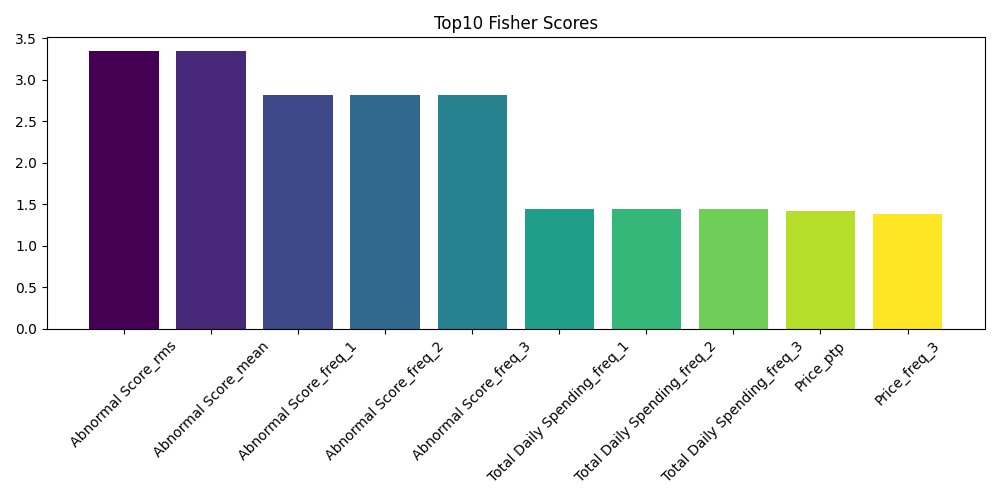 Top10 Fisher Scores
3.5
3.0
2.5
2.0
1.5
1.0
0.5
0.0
Abnormal Score_rms
Abnormal Score_mean
Abnormal Score_freq_1
Abnormal Score_freq_2
Abnormal Score_freq_3
Total Daily Spending_freq_1
Total Daily Spending_freq_2
Total Daily Spending_freq_3
Price_ptp
Price_freq_3